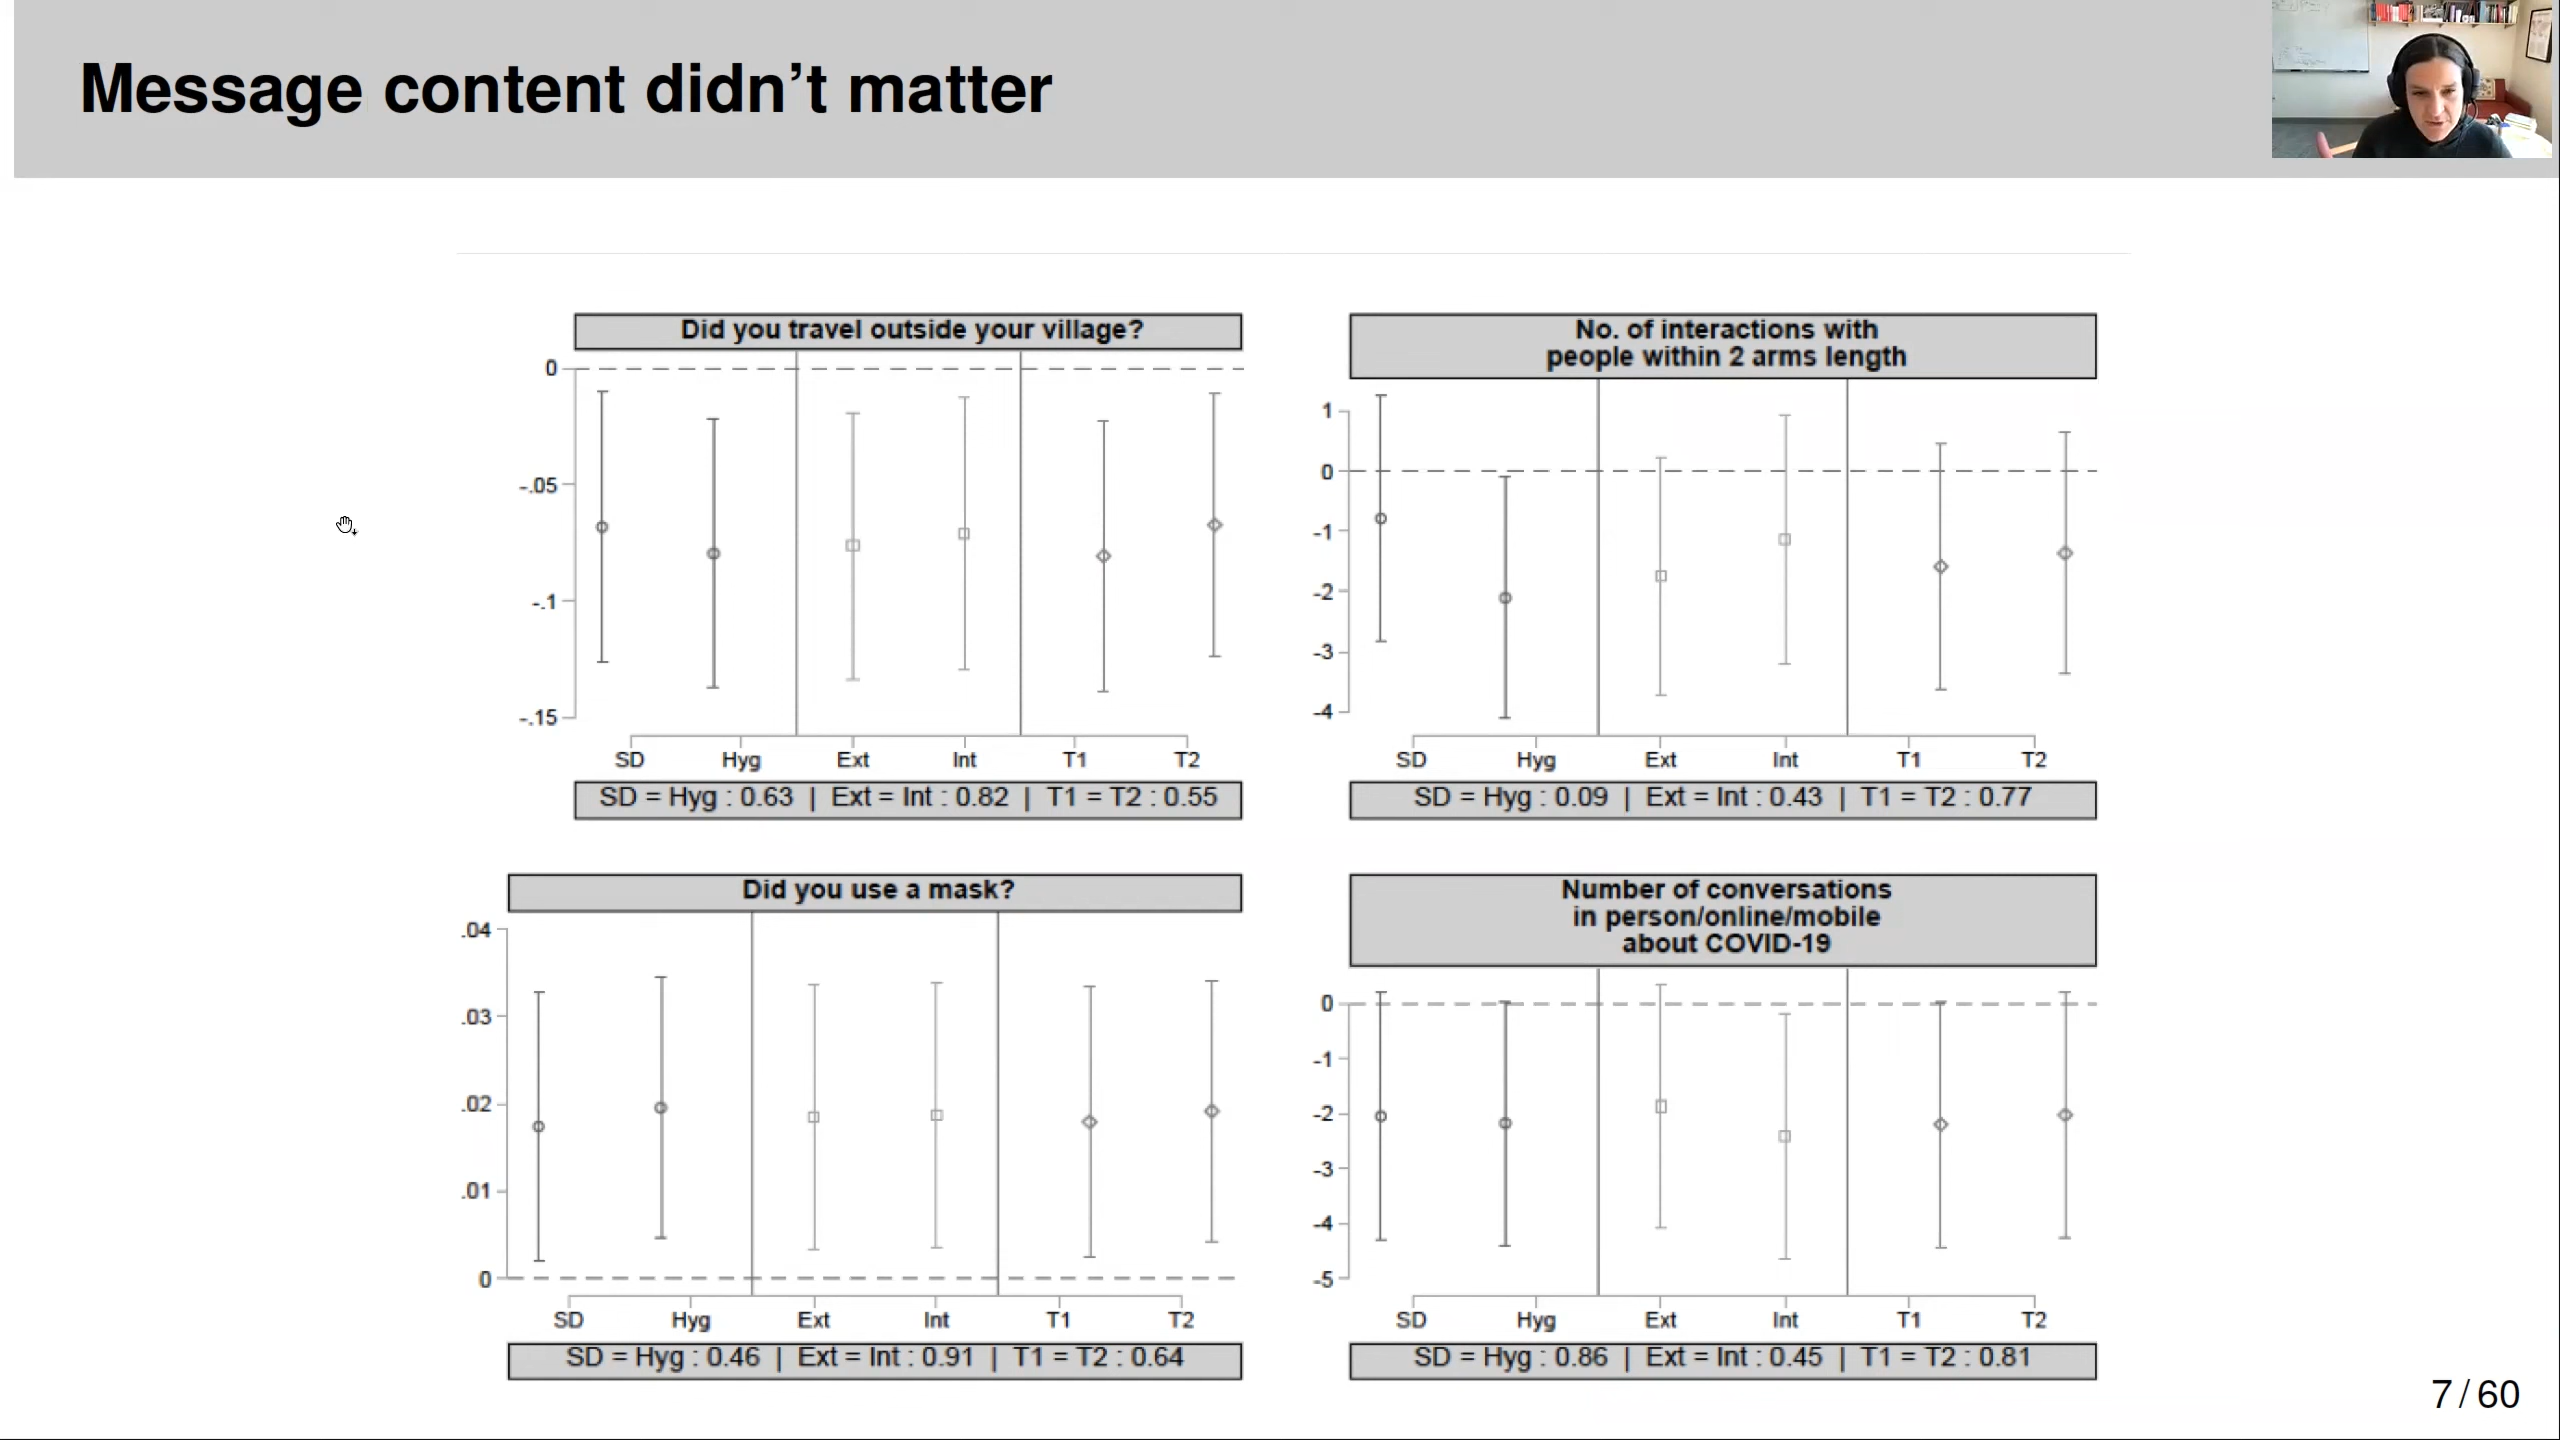 Message content didn’t matter
Did you travel outside your village?
0
-.05
-.1
-.15
SD Hyg Ext Int T1 T2
SD = Hyg : 0.63 | Ext = Int : 0.82 | T1 = T2 : 0.55
No. of interactions with
people within 2 arms length
1
0
-1
-2
-3
-4
SD Hyg Ext Int T1 T2
SD = Hyg : 0.09 | Ext = Int : 0.43 | T1 = T2 : 0.77
Did you use a mask?
.04
.03
.02
.01
0
SD Hyg Ext Int T1 T2
SD = Hyg : 0.46 | Ext = Int : 0.91 | T1 = T2 : 0.64
Number of conversations
in person/online/mobile
about COVID-19
0
-1
-2
-3
-4
-5
SD Hyg Ext Int T1 T2
SD = Hyg : 0.86 | Ext = Int : 0.45 | T1 = T2 : 0.81
7 / 60